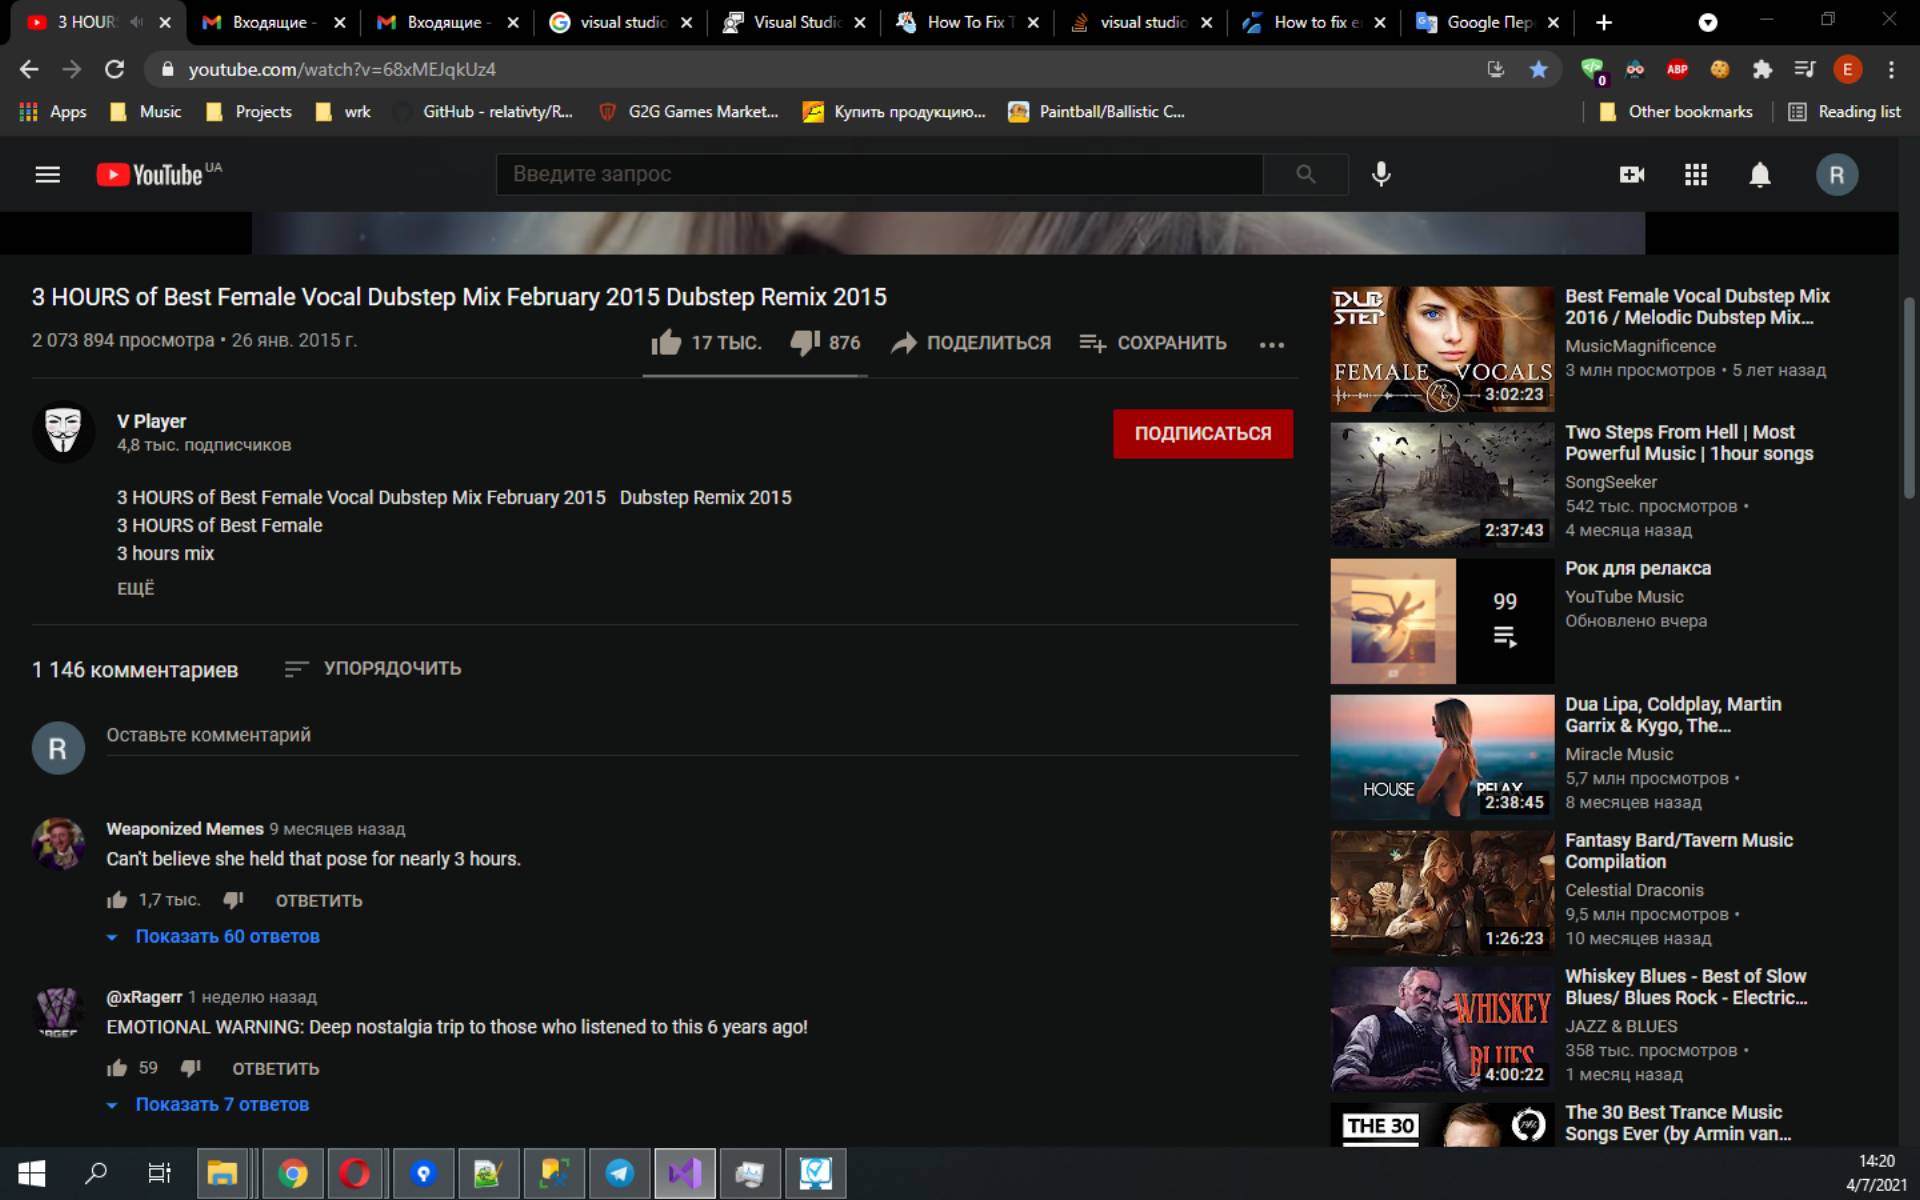 3 HOUR
Входящие -
Входящие -
visual studio
Visual Studio
How To Fix T
visual studio
How to fix e
Google Пер
youtube.com/watch?v=68xMEJqkUz4
0
ABP
E
Apps
Music
Projects
wrk
GitHub - relativty/R...
G2G Games Market...
Купить продукцию...
Paintball/Ballistic C...
Other bookmarks
Reading list
YouTube UA
Введите запрос
R
3 HOURS of Best Female Vocal Dubstep Mix February 2015 Dubstep Remix 2015
2 073 894 просмотра • 26 янв. 2015 г.
17 ТЫС.
876
ПОДЕЛИТЬСЯ
СОХРАНИТЬ
V Player
4,8 тыс. подписчиков
ПОДПИСАТЬСЯ
3 HOURS of Best Female Vocal Dubstep Mix February 2015 Dubstep Remix 2015
3 HOURS of Best Female
3 hours mix
ЕЩЁ
1 146 комментариев
УПОРЯДОЧИТЬ
R
Оставьте комментарий
Weaponized Memes 9 месяцев назад
Can't believe she held that pose for nearly 3 hours.
1,7 тыс.
ОТВЕТИТЬ
Показать 60 ответов
@xRagerr 1 неделю назад
EMOTIONAL WARNING: Deep nostalgia trip to those who listened to this 6 years ago!
59
ОТВЕТИТЬ
Показать 7 ответов
DUB
STEP
FEMALE VOCALS
3:02:23
Best Female Vocal Dubstep Mix
2016 / Melodic Dubstep Mix...
MusicMagnificence
3 млн просмотров • 5 лет назад
2:37:43
Two Steps From Hell | Most
Powerful Music | 1hour songs
SongSeeker
542 тыс. просмотров •
4 месяца назад
99
Рок для релакса
YouTube Music
Обновлено вчера
HOUSE RELAX
2:38:45
Dua Lipa, Coldplay, Martin
Garrix & Kygo, The...
Miracle Music
5,7 млн просмотров •
8 месяцев назад
1:26:23
Fantasy Bard/Tavern Music
Compilation
Celestial Draconis
9,5 млн просмотров •
10 месяцев назад
WHISKEY
BLUES
4:00:22
Whiskey Blues - Best of Slow
Blues/ Blues Rock - Electric...
JAZZ & BLUES
358 тыс. просмотров •
1 месяц назад
THE 30
The 30 Best Trance Music
Songs Ever (by Armin van...
14:20
4/7/2021